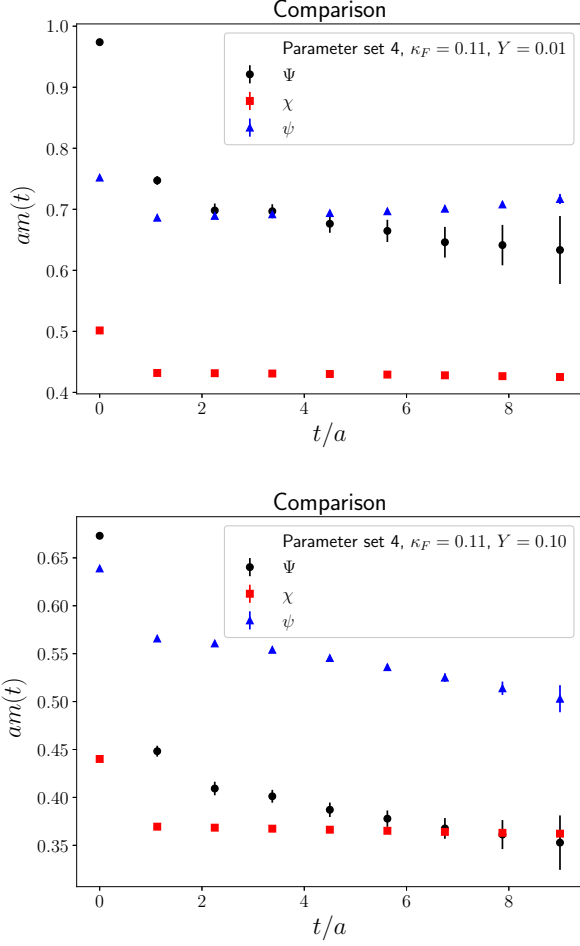 Comparison
Parameter set 4, κ_F = 0.11, Y = 0.01
Ψ
χ
ψ
am(t)
1.0
0.9
0.8
0.7
0.6
0.5
0.4
0 2 4 6 8
t/a
Comparison
Parameter set 4, κ_F = 0.11, Y = 0.10
Ψ
χ
ψ
am(t)
0.65
0.60
0.55
0.50
0.45
0.40
0.35
0 2 4 6 8
t/a